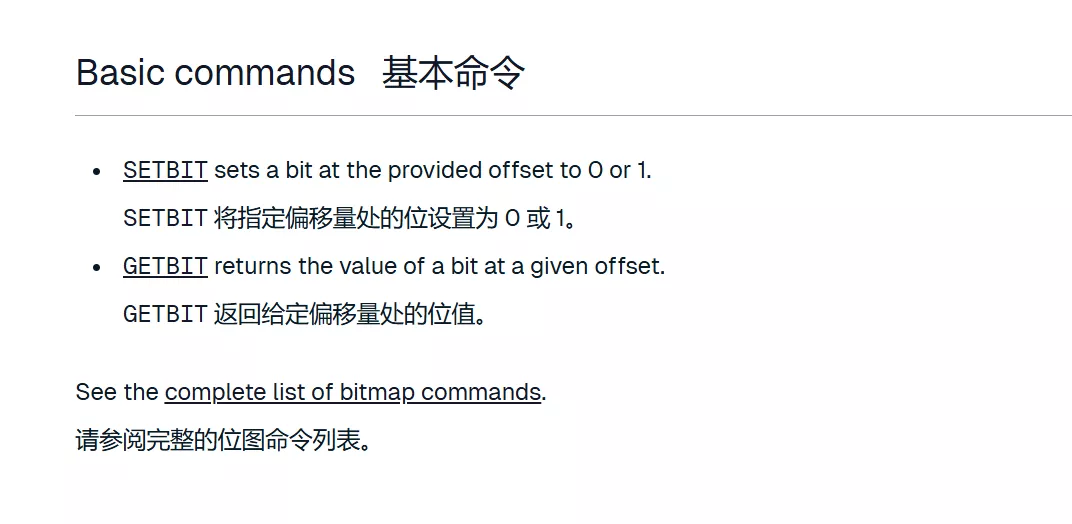 Basic commands 基本命令
• SETBIT sets a bit at the provided offset to 0 or 1.
SETBIT 将指定偏移量处的位设置为 0 或 1。
• GETBIT returns the value of a bit at a given offset.
GETBIT 返回给定偏移量处的位值。
See the complete list of bitmap commands.
请参阅完整的位图命令列表。